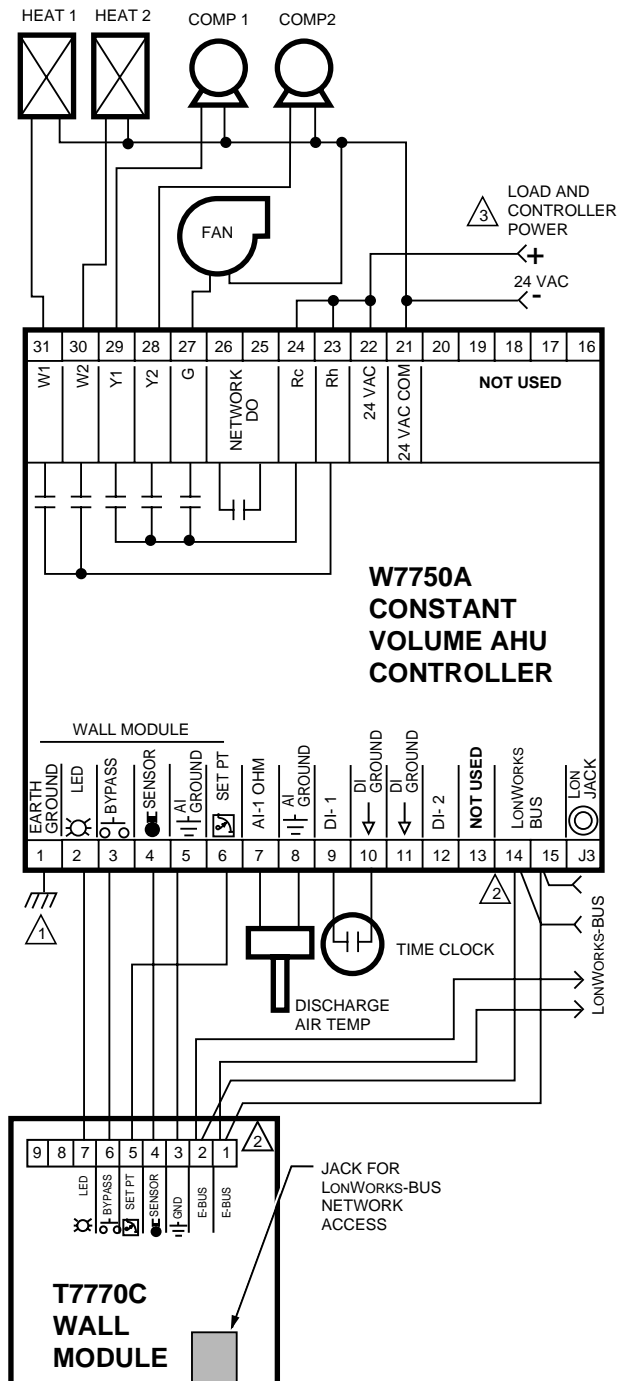 HEAT 1 HEAT 2 COMP 1 COMP2
FAN
3
LOAD AND
CONTROLLER
POWER
+
24 VAC
-
31 30 29 28 27 26 25 24 23 22 21 20 19 18 17 16
W1
W2
Y1
Y2
G
NETWORK
DO
Rc
Rh
24 VAC
24 VAC COM
NOT USED
W7750A
CONSTANT
VOLUME AHU
CONTROLLER
WALL MODULE
EARTH
GROUND
LED
BYPASS
SENSOR
AI
GROUND
SET PT
AI-1 OHM
AI
GROUND
DI- 1
DI
GROUND
DI
GROUND
DI- 2
NOT USED
LONWORKS
BUS
LON
JACK
1 2 3 4 5 6 7 8 9 10 11 12 13 14 15 J3
1
2
TIME CLOCK
DISCHARGE
AIR TEMP
LONWORKS-BUS
9 8 7 6 5 4 3 2 1
2
LED
BYPASS
SET PT
SENSOR
GND
E-BUS
E-BUS
JACK FOR
LONWORKS-BUS
NETWORK
ACCESS
T7770C
WALL
MODULE